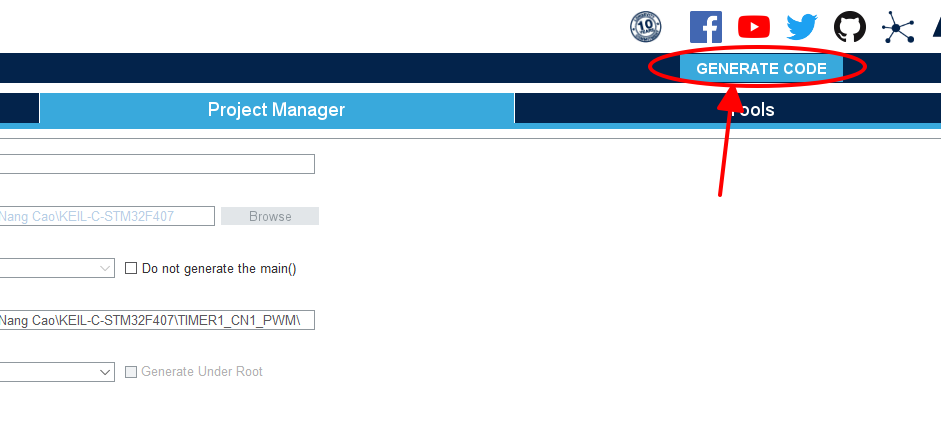 10
GENERATE CODE
Project Manager
Tools
Nang Cao\KEIL-C-STM32F407
Browse
Do not generate the main()
Nang Cao\KEIL-C-STM32F407\TIMER1_CN1_PWM\
Generate Under Root